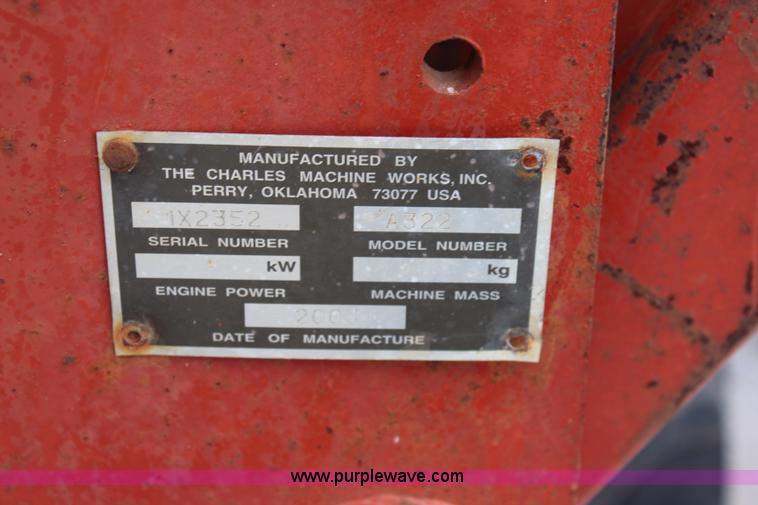 MANUFACTURED BY
THE CHARLES MACHINE WORKS, INC.
PERRY, OKLAHOMA 73077 USA
1X2352 A322
SERIAL NUMBER MODEL NUMBER
kW kg
ENGINE POWER MACHINE MASS
DATE OF MANUFACTURE
www.purplewave.com